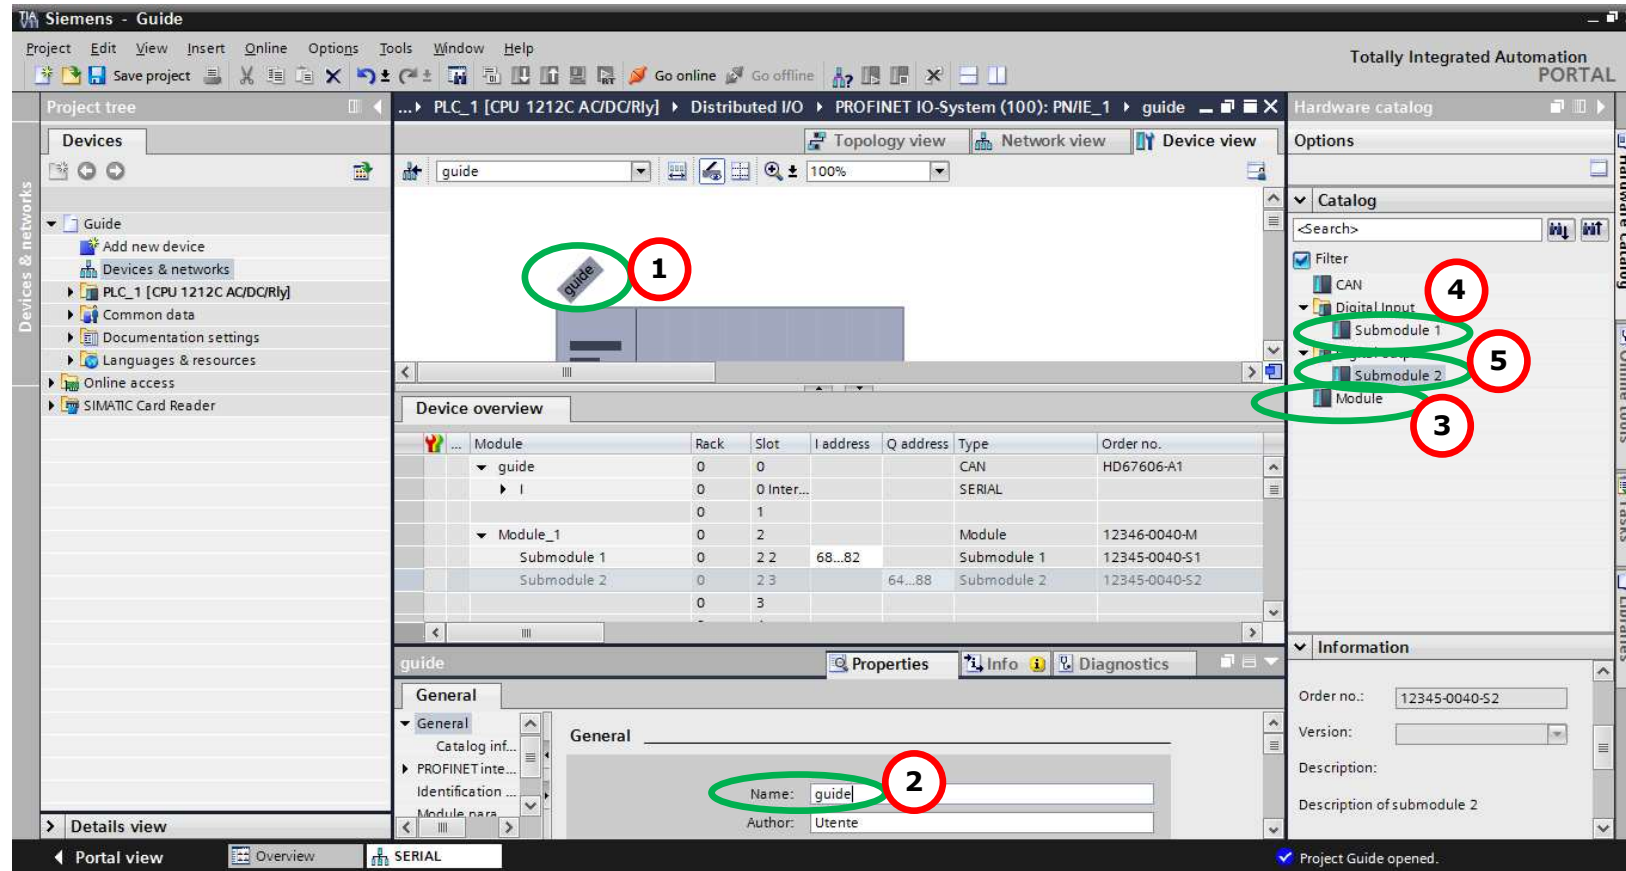 Siemens - Guide
Project Edit View Insert Online Options Tools Window Help
Totally Integrated Automation
PORTAL
Save project
Go online
Go offline
Project tree
...▸ PLC_1 [CPU 1212C AC/DC/Rly] ▸ Distributed I/O ▸ PROFINET IO-System (100): PN/IE_1 ▸ guide
Hardware catalog
Devices
Topology view
Network view
Device view
Options
guide
100%
Devices & networks
Hardware catalog
Catalog
Guide
<Search>
Add new device
Filter
Devices & networks
guide
1
CAN
4
PLC_1 [CPU 1212C AC/DC/Rly]
Digital Input
Common data
Submodule 1
Documentation settings
Online tools
Languages & resources
5
Online access
Submodule 2
SIMATIC Card Reader
Module
3
Device overview
... Module Rack Slot I address Q address Type Order no.
guide 0 0 CAN HD67606-A1
I 0 0 Inter... SERIAL
0 1
Module_1 0 2 Module 12346-0040-M
Submodule 1 0 2 2 68...82 Submodule 1 12345-0040-S1
Submodule 2 0 2 3 64...88 Submodule 2 12345-0040-S2
0 3
Tasks
Libraries
Information
guide
Properties
Info
Diagnostics
General
Order no.: 12345-0040-S2
General
General
Version:
Catalog inf...
PROFINET inte...
Description:
Identification ...
Name: guide
2
Description of submodule 2
Module para...
Author: Utente
Details view
Portal view
Overview
SERIAL
Project Guide opened.